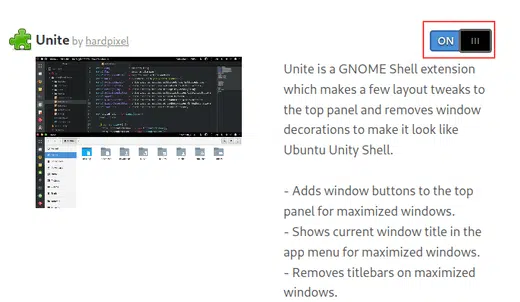 Unite by hardpixel
ON
Unite is a GNOME Shell extension
which makes a few layout tweaks to
the top panel and removes window
decorations to make it look like
Ubuntu Unity Shell.
- Adds window buttons to the top
panel for maximized windows.
- Shows current window title in the
app menu for maximized windows.
- Removes titlebars on maximized
windows.